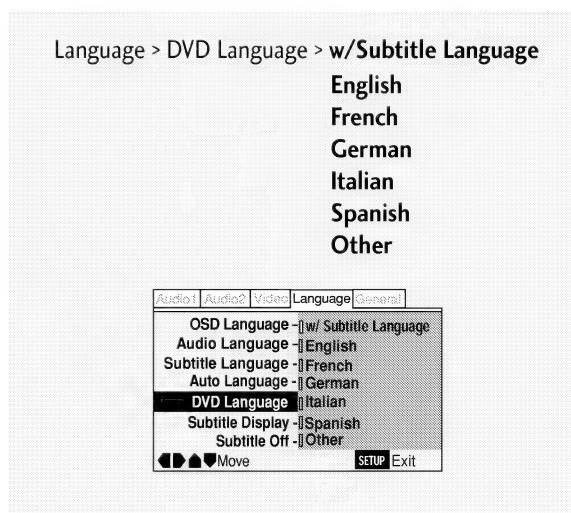 Language > DVD Language > w/Subtitle Language
English
French
German
Italian
Spanish
Other
Audio1 Audio2 Video Language General
OSD Language - w/ Subtitle Language
Audio Language - English
Subtitle Language - French
Auto Language - German
DVD Language Italian
Subtitle Display - Spanish
Subtitle Off - Other
Move SETUP Exit